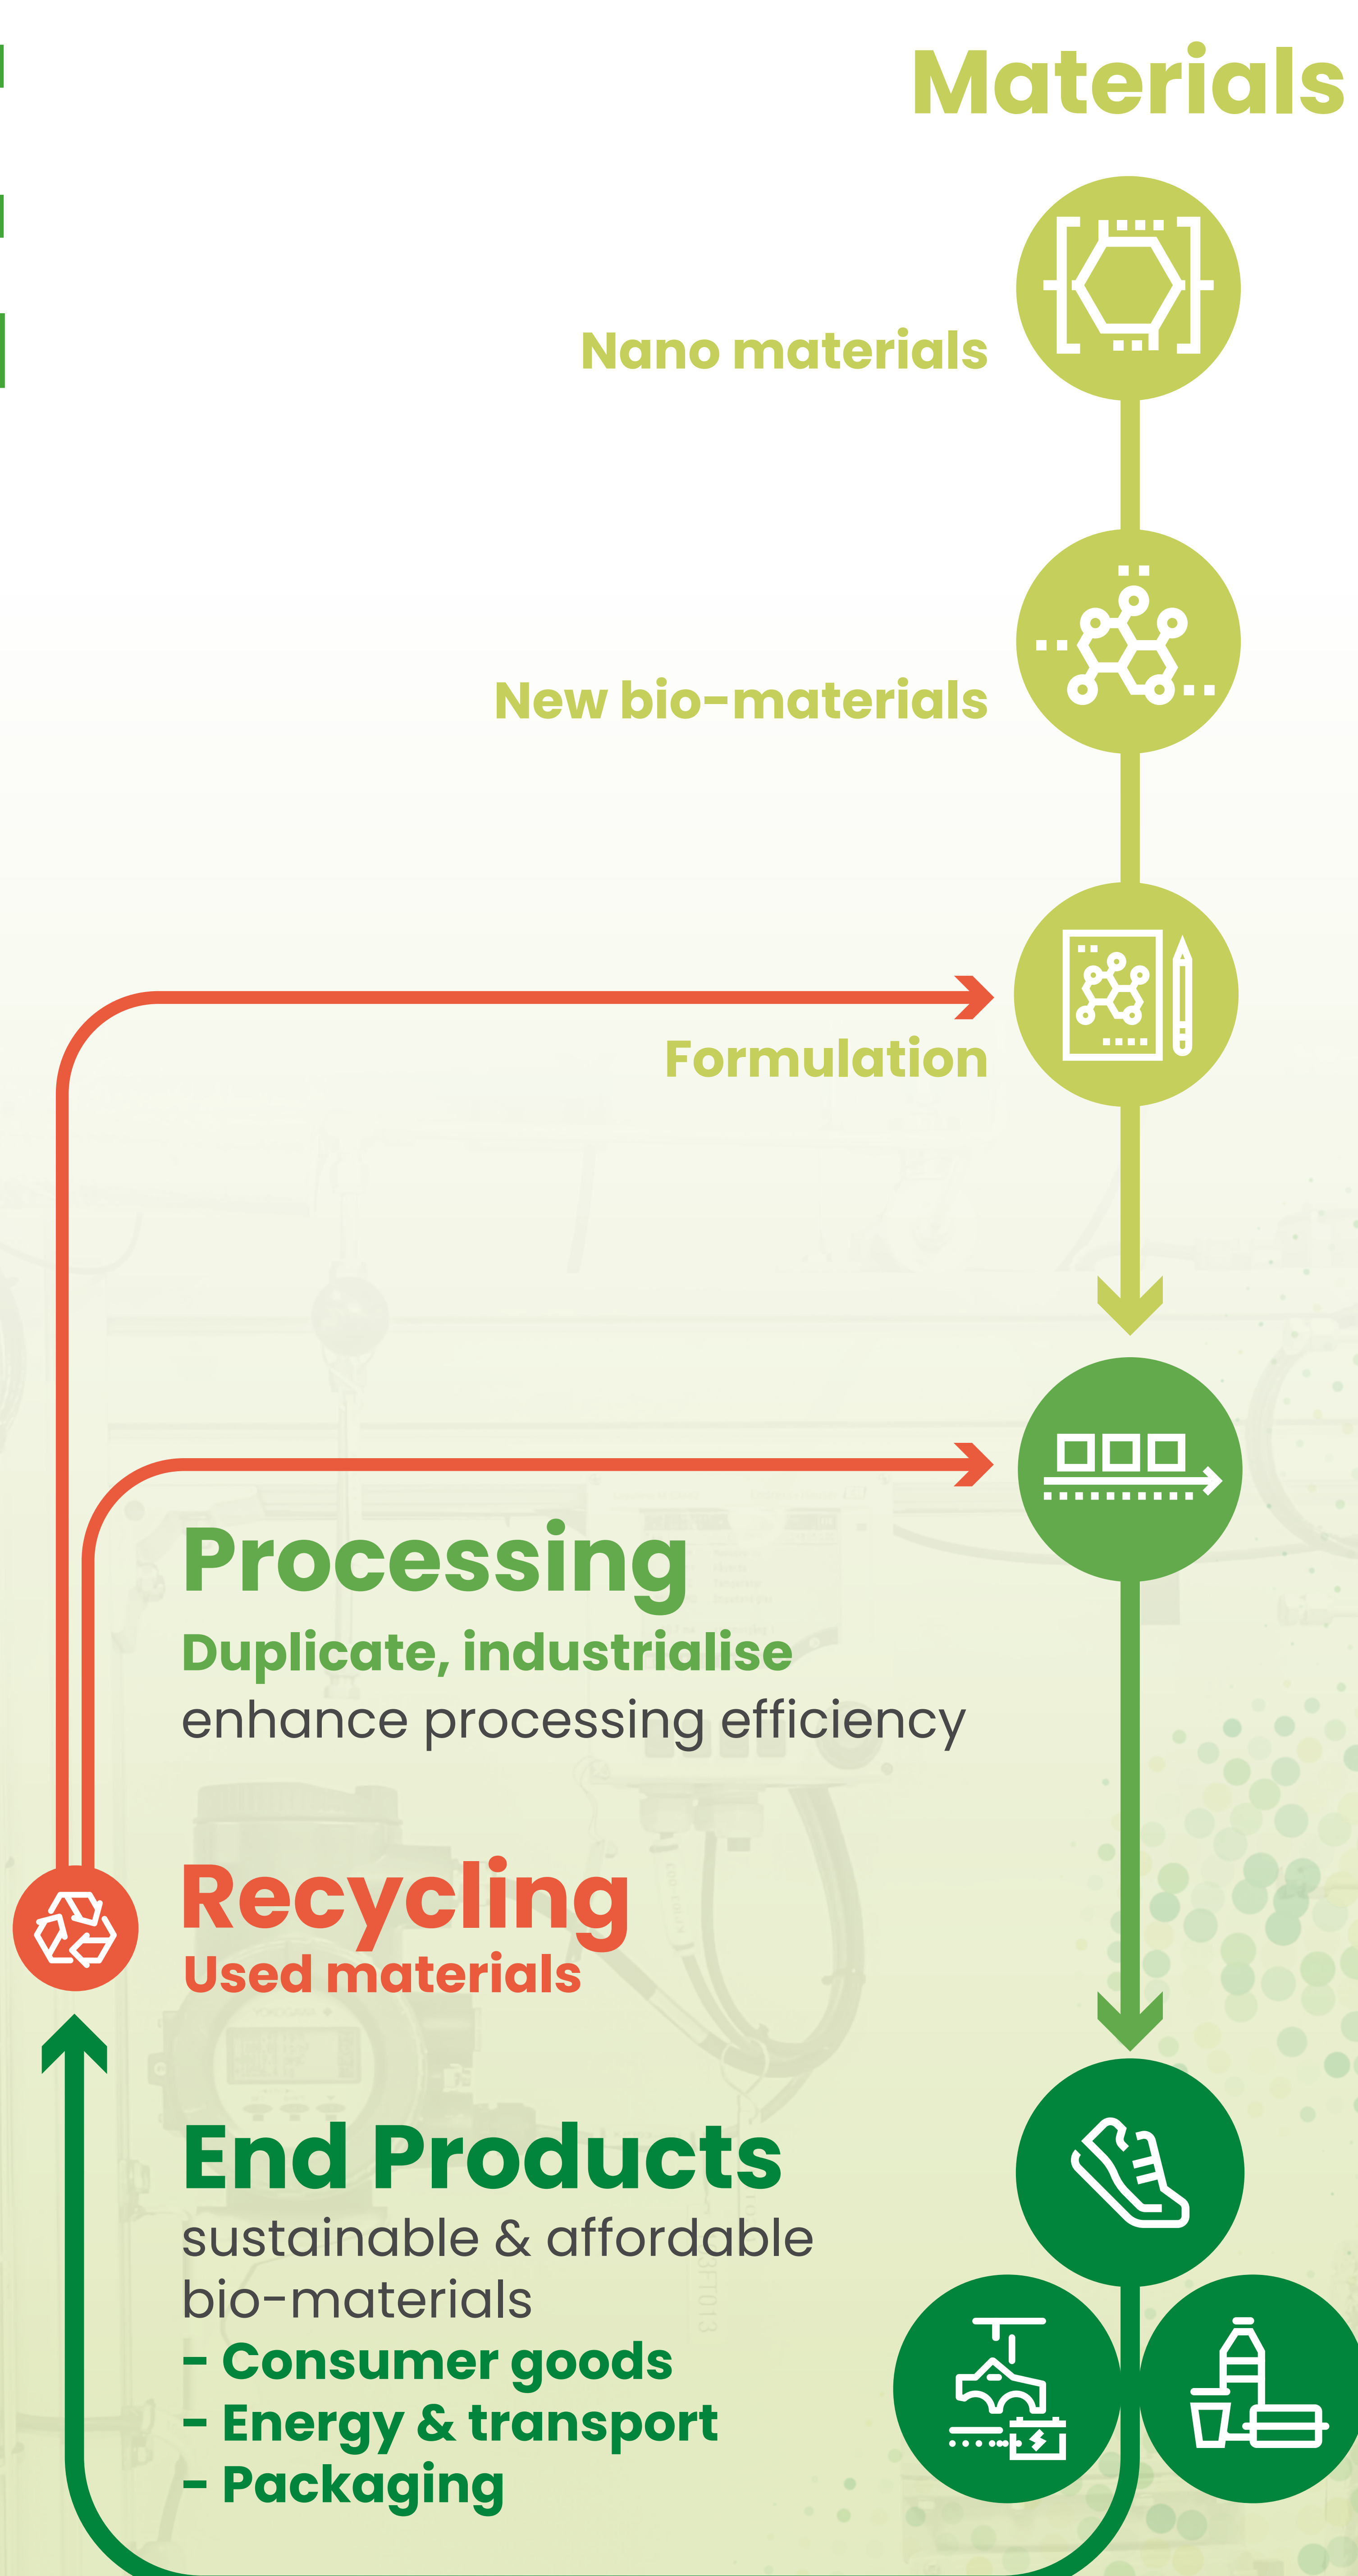 Materials
Nano materials
New bio-materials
Formulation
Processing
Duplicate, industrialise
enhance processing efficiency
Recycling
Used materials
End Products
sustainable & affordable
bio-materials
- Consumer goods
- Energy & transport
- Packaging